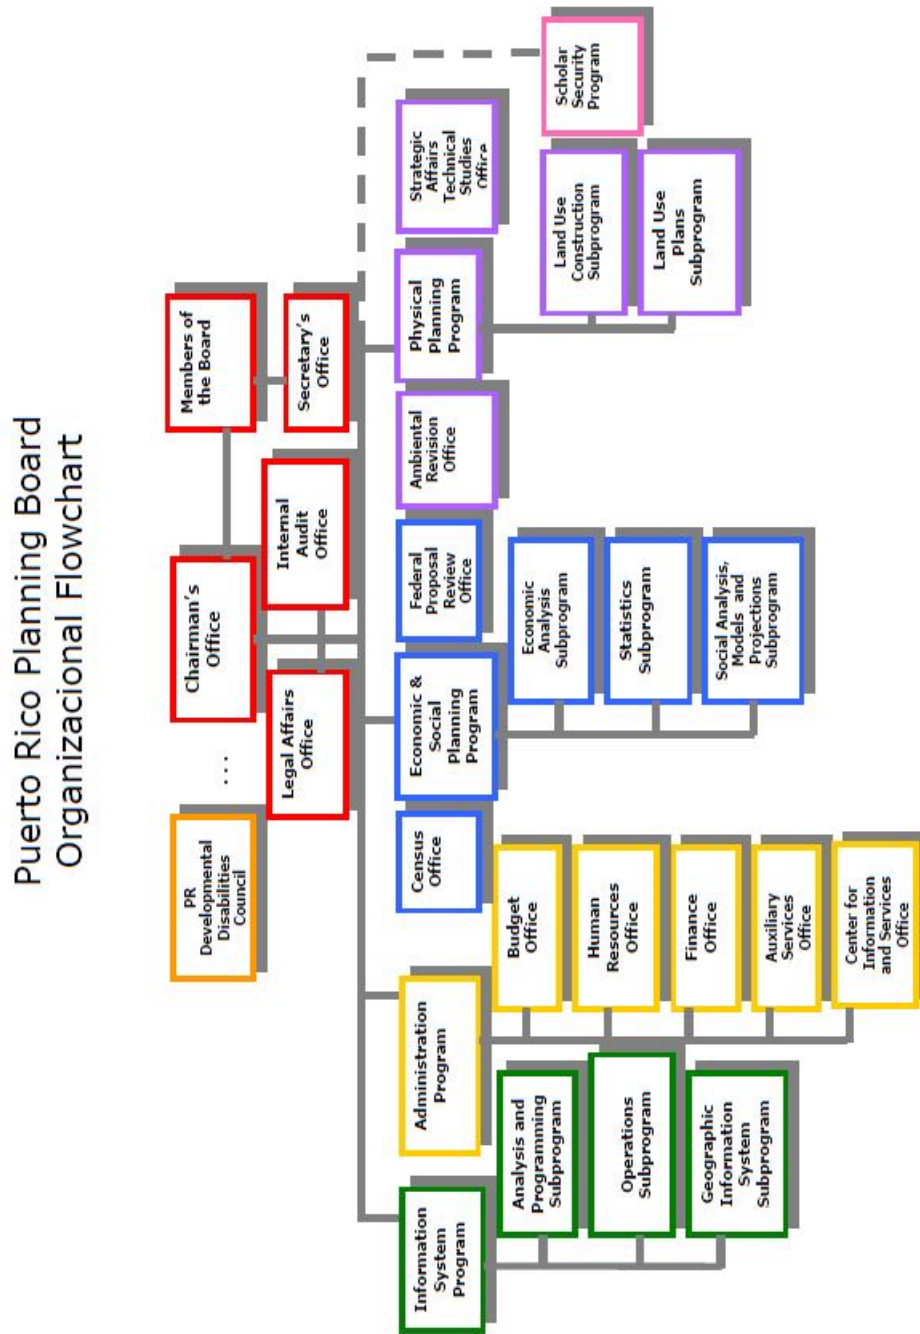 Puerto Rico Planning Board
Organizacional Flowchart
PR
Developmental
Disabilities
Council
...
Chairman's
Office
Members of
the Board
Legal Affairs
Office
Internal
Audit
Office
Secretary's
Office
Information
System
Program
Administration
Program
Census
Office
Economic &
Social
Planning
Program
Federal
Proposal
Review
Office
Ambiental
Revision
Office
Physical
Planning
Program
Strategic
Affairs
Technical
Studies
Office
Analysis and
Programming
Subprogram
Operations
Subprogram
Geographic
Information
System
Subprogram
Budget
Office
Human
Resources
Office
Finance
Office
Auxiliary
Services
Office
Center for
Information
and Services
Office
Economic
Analysis
Subprogram
Statistics
Subprogram
Social Analysis,
Models and
Projections
Subprogram
Land Use
Construction
Subprogram
Land Use
Plans
Subprogram
Scholar
Security
Program